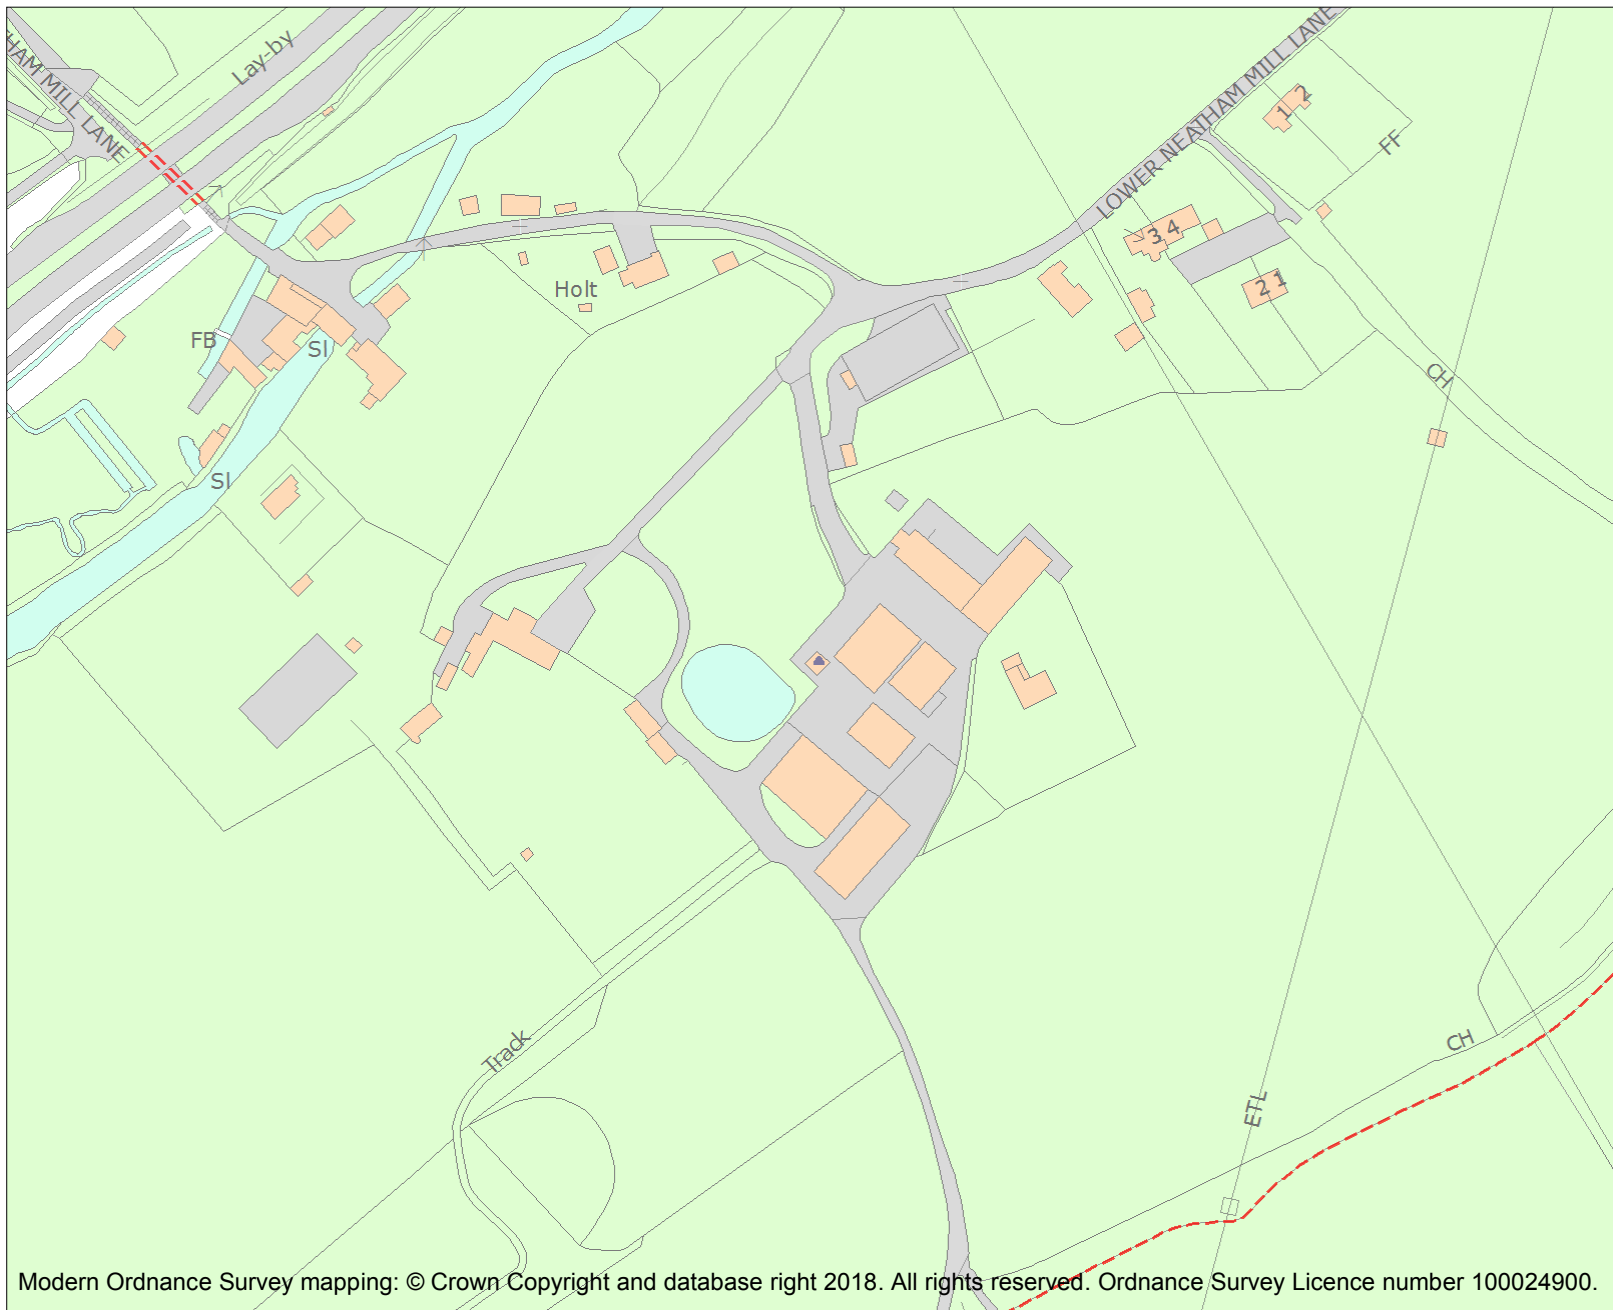 Lay-by
HAM MILL LANE
LOWER NEATHAM MILL LANE
1 2
FF
3 4
2 1
Holt
FB
SI
CH
SI
Track
CH
ETL
Modern Ordnance Survey mapping: © Crown Copyright and database right 2018. All rights reserved. Ordnance Survey Licence number 100024900.